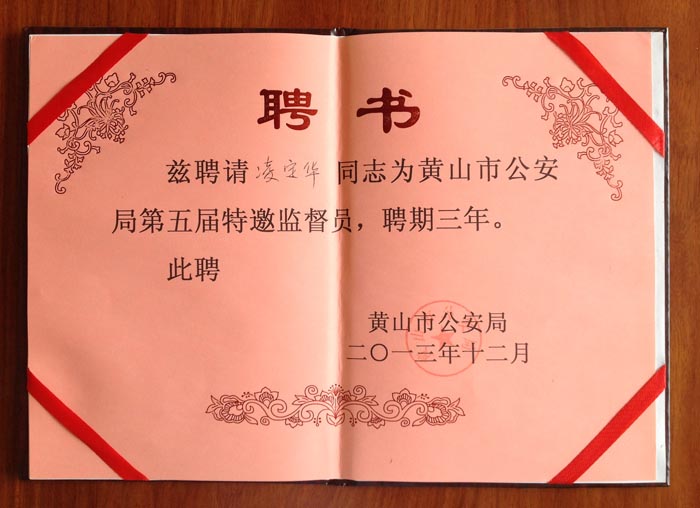 聘书
兹聘请凌定华同志为黄山市公安
局第五届特邀监督员，聘期三年。
此聘
黄山市公安局
二〇一三年十二月